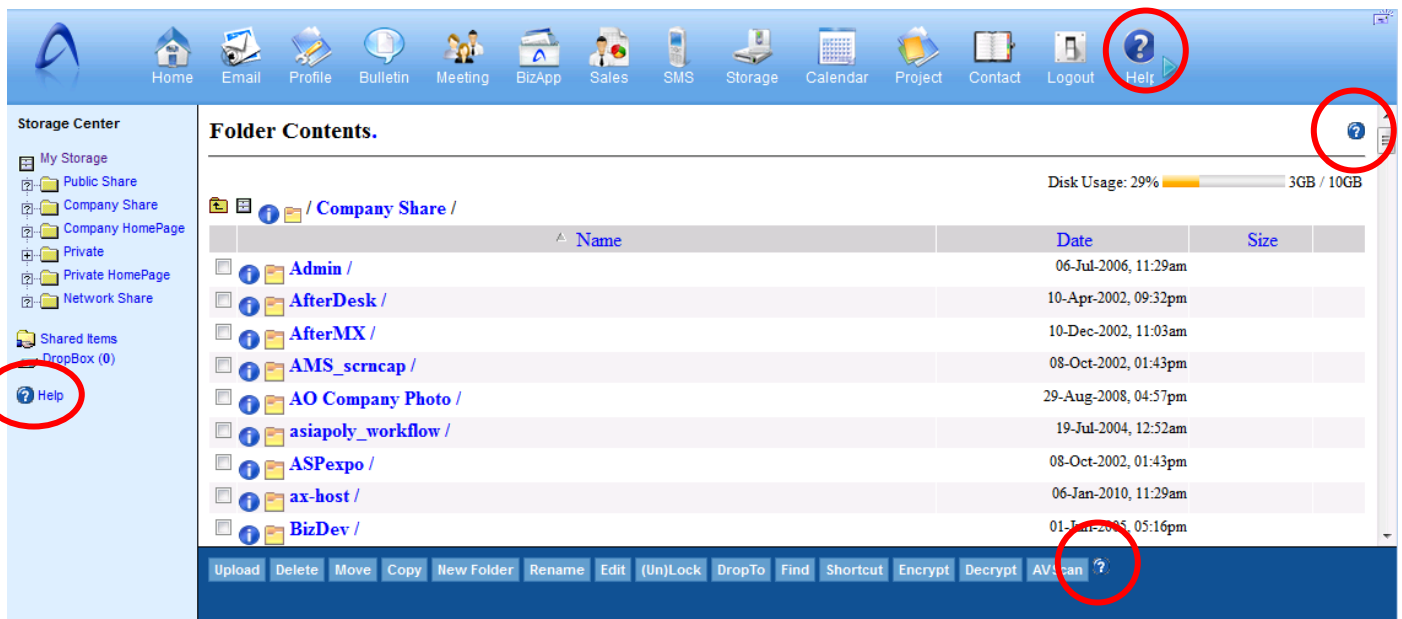 Home Email Profile Bulletin Meeting BizApp Sales SMS Storage Calendar Project Contact Logout Help
Storage Center
My Storage
Public Share
Company Share
Company HomePage
Private
Private HomePage
Network Share
Shared Items
DropBox (0)
Help
Folder Contents.
Disk Usage: 29% 3GB / 10GB
/ Company Share /
Name Date Size
Admin / 06-Jul-2006, 11:29am
AfterDesk / 10-Apr-2002, 09:32pm
AfterMX / 10-Dec-2002, 11:03am
AMS_scrncap / 08-Oct-2002, 01:43pm
AO Company Photo / 29-Aug-2008, 04:57pm
asiapoly_workflow / 19-Jul-2004, 12:52am
ASPexpo / 08-Oct-2002, 01:43pm
ax-host / 06-Jan-2010, 11:29am
BizDev / 05:16pm
Upload Delete Move Copy New Folder Rename Edit (Un)Lock DropTo Find Shortcut Encrypt Decrypt AVScan